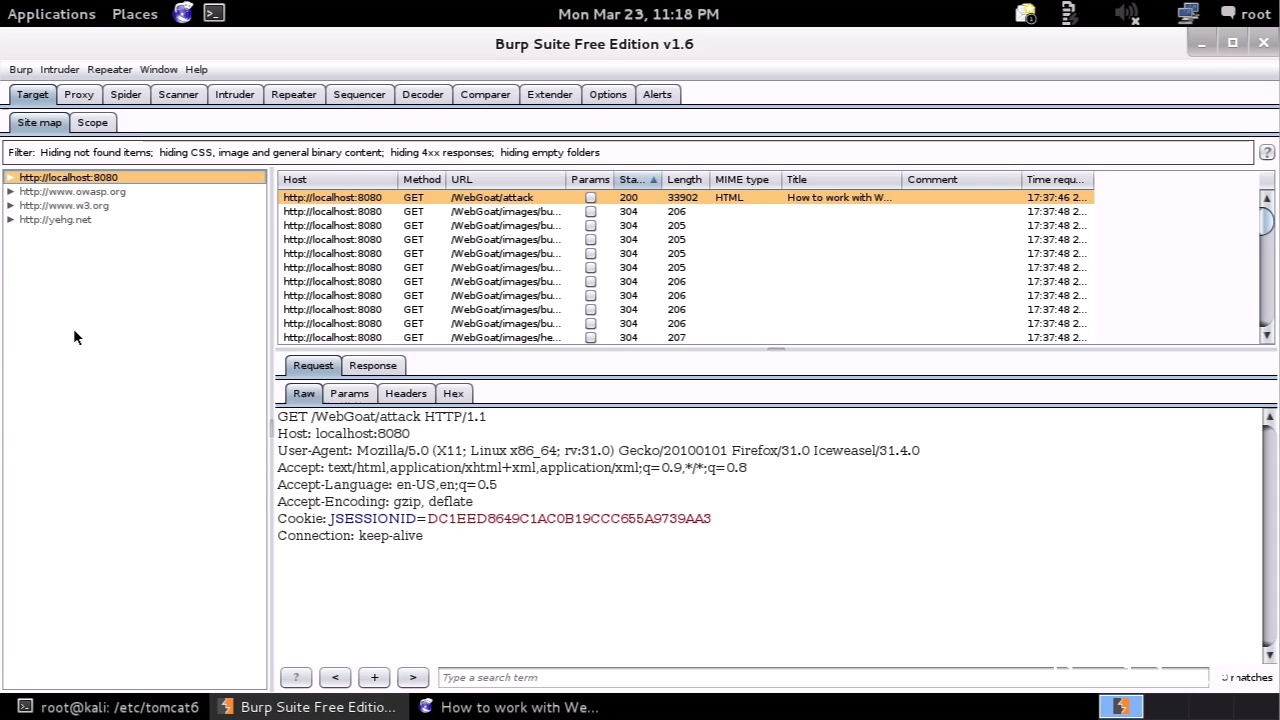 Applications Places Mon Mar 23, 11:18 PM 1 root
Burp Suite Free Edition v1.6
Burp Intruder Repeater Window Help
Target Proxy Spider Scanner Intruder Repeater Sequencer Decoder Comparer Extender Options Alerts
Site map Scope
Filter: Hiding not found items; hiding CSS, image and general binary content; hiding 4xx responses; hiding empty folders ?
http://localhost:8080
http://www.owasp.org
http://www.w3.org
http://yehg.net
Host Method URL Params Sta... Length MIME type Title Comment Time requ...
http://localhost:8080 GET /WebGoat/attack 200 33902 HTML How to work with W... 17:37:46 2...
http://localhost:8080 GET /WebGoat/images/bu... 304 206 17:37:48 2...
http://localhost:8080 GET /WebGoat/images/bu... 304 205 17:37:48 2...
http://localhost:8080 GET /WebGoat/images/bu... 304 205 17:37:48 2...
http://localhost:8080 GET /WebGoat/images/bu... 304 205 17:37:48 2...
http://localhost:8080 GET /WebGoat/images/bu... 304 205 17:37:48 2...
http://localhost:8080 GET /WebGoat/images/bu... 304 206 17:37:48 2...
http://localhost:8080 GET /WebGoat/images/bu... 304 206 17:37:48 2...
http://localhost:8080 GET /WebGoat/images/bu... 304 206 17:37:48 2...
http://localhost:8080 GET /WebGoat/images/bu... 304 206 17:37:48 2...
http://localhost:8080 GET /WebGoat/images/he... 304 207 17:37:48 2...
Request Response
Raw Params Headers Hex
GET /WebGoat/attack HTTP/1.1
Host: localhost:8080
User-Agent: Mozilla/5.0 (X11; Linux x86_64; rv:31.0) Gecko/20100101 Firefox/31.0 Iceweasel/31.4.0
Accept: text/html,application/xhtml+xml,application/xml;q=0.9,*/*;q=0.8
Accept-Language: en-US,en;q=0.5
Accept-Encoding: gzip, deflate
Cookie: JSESSIONID=DC1EED8649C1AC0B19CCC655A9739AA3
Connection: keep-alive
? < + > Type a search term 0 matches
root@kali: /etc/tomcat6 Burp Suite Free Editio... How to work with We...